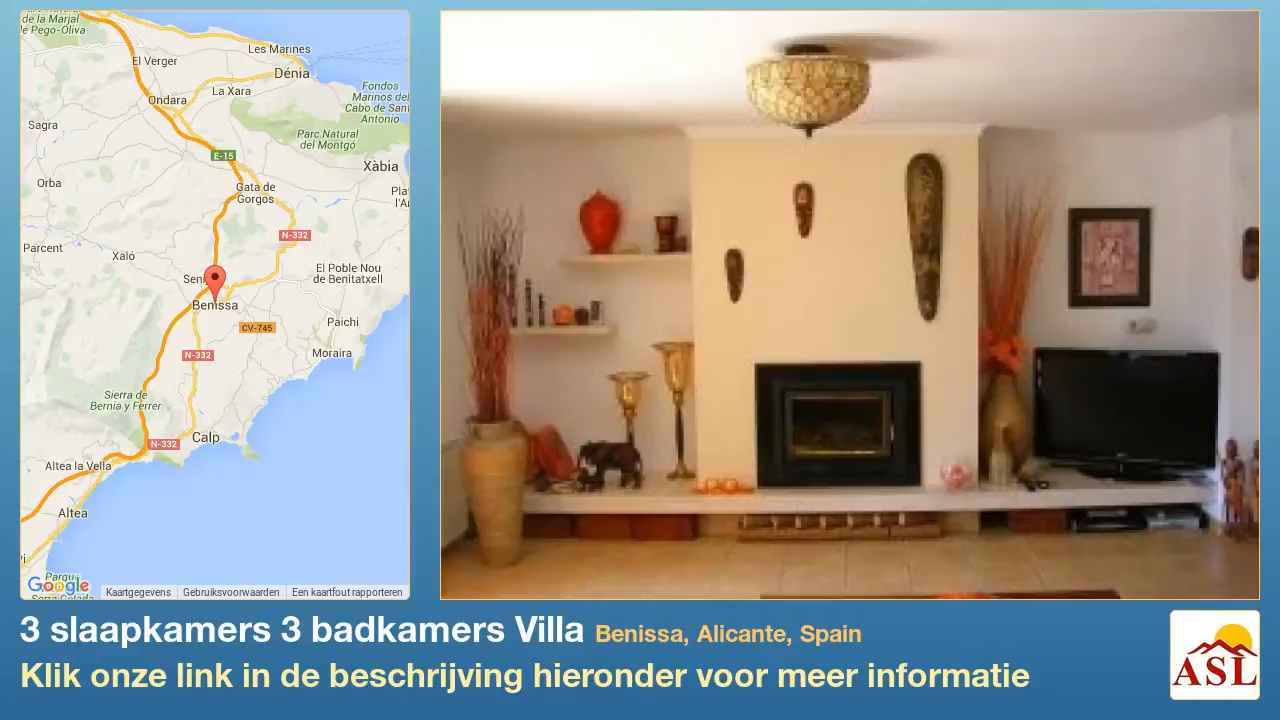 de la Marjal
de Pego-Oliva
El Verger
Les Marines
Dénia
La Xara
Ondara
Fondos
Marinos del
Cabo de San
Antonio
Sagra
Parc Natural
del Montgó
E-15
Xàbia
Orba
Gata de
Gorgos
N-332
Parcent
Xaló
El Poble Nou
de Benitatxell
Benissa
CV-745
Paichi
N-332
Moraira
Sierra de
Bernia y Ferrer
N-332
Calp
Altea la Vella
Altea
Google
Kaartgegevens
Gebruiksvoorwaarden
Een kaartfout rapporteren
3 slaapkamers 3 badkamers Villa Benissa, Alicante, Spain
Klik onze link in de beschrijving hieronder voor meer informatie
ASL